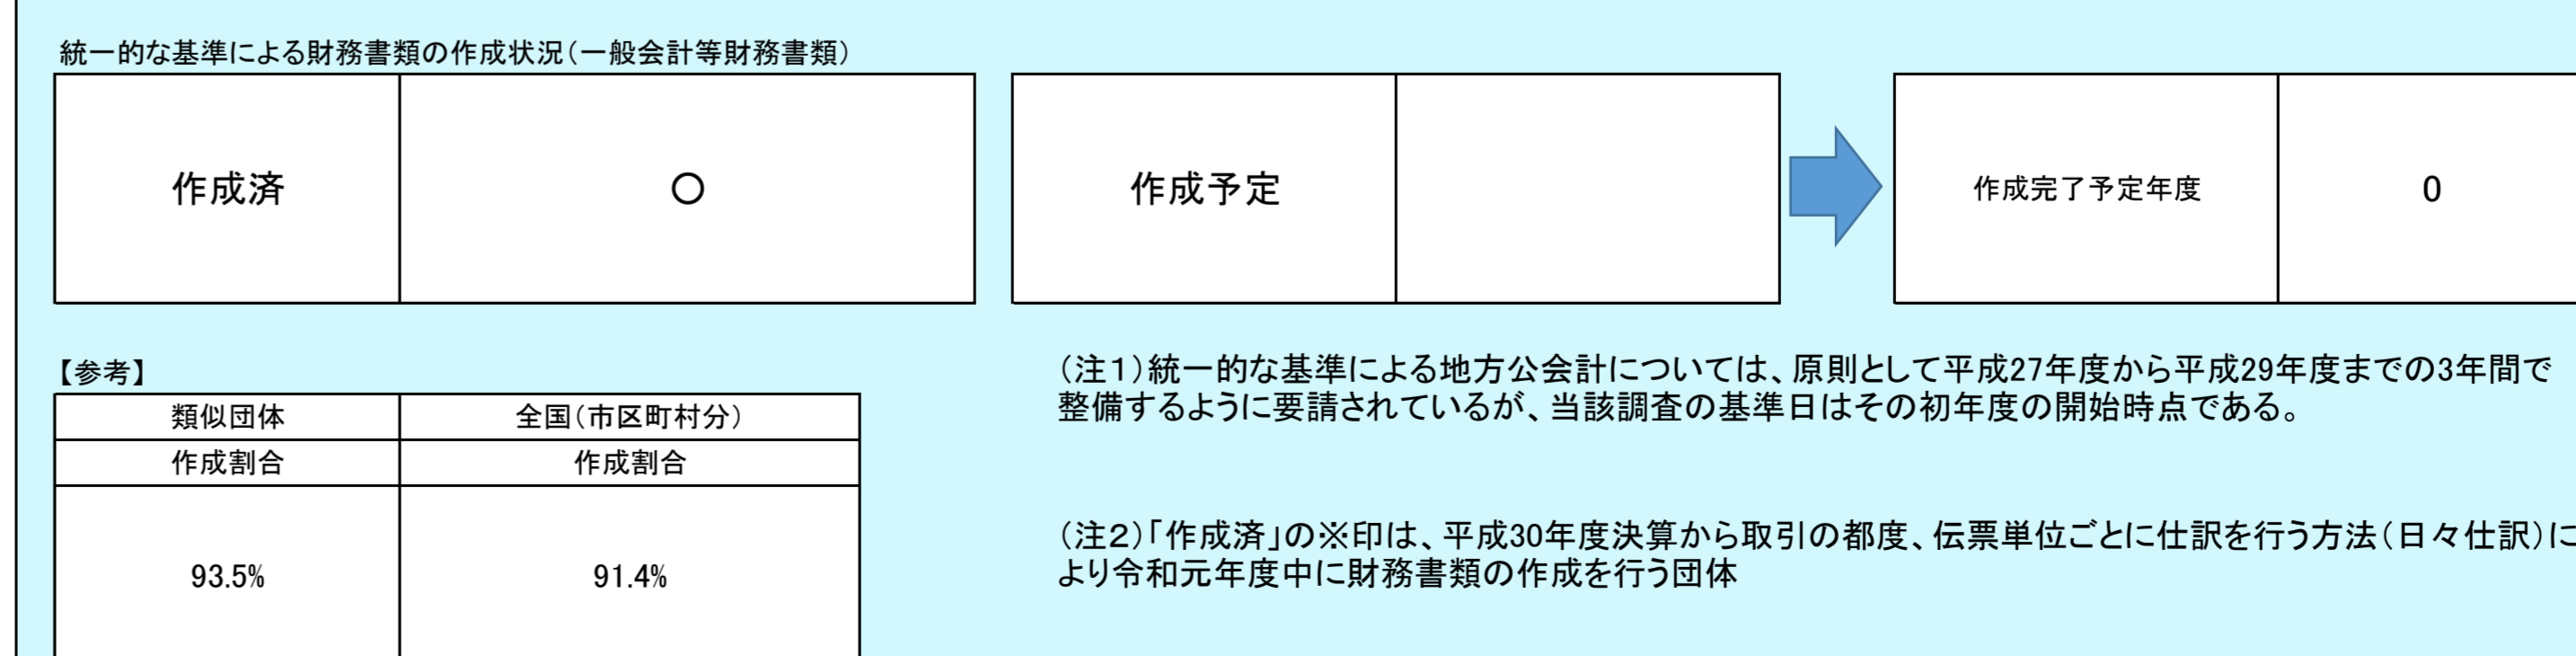 統一的な基準による財務書類の作成状況(一般会計等財務書類)
作成済 〇 作成予定 作成完了予定年度 0
【参考】
類似団体 全国(市区町村分)
作成割合 作成割合
93.5% 91.4%
(注1)統一的な基準による地方公会計については、原則として平成27年度から平成29年度までの3年間で
整備するように要請されているが、当該調査の基準日はその初年度の開始時点である。
(注2)「作成済」の※印は、平成30年度決算から取引の都度、伝票単位ごとに仕訳を行う方法(日々仕訳)に
より令和元年度中に財務書類の作成を行う団体